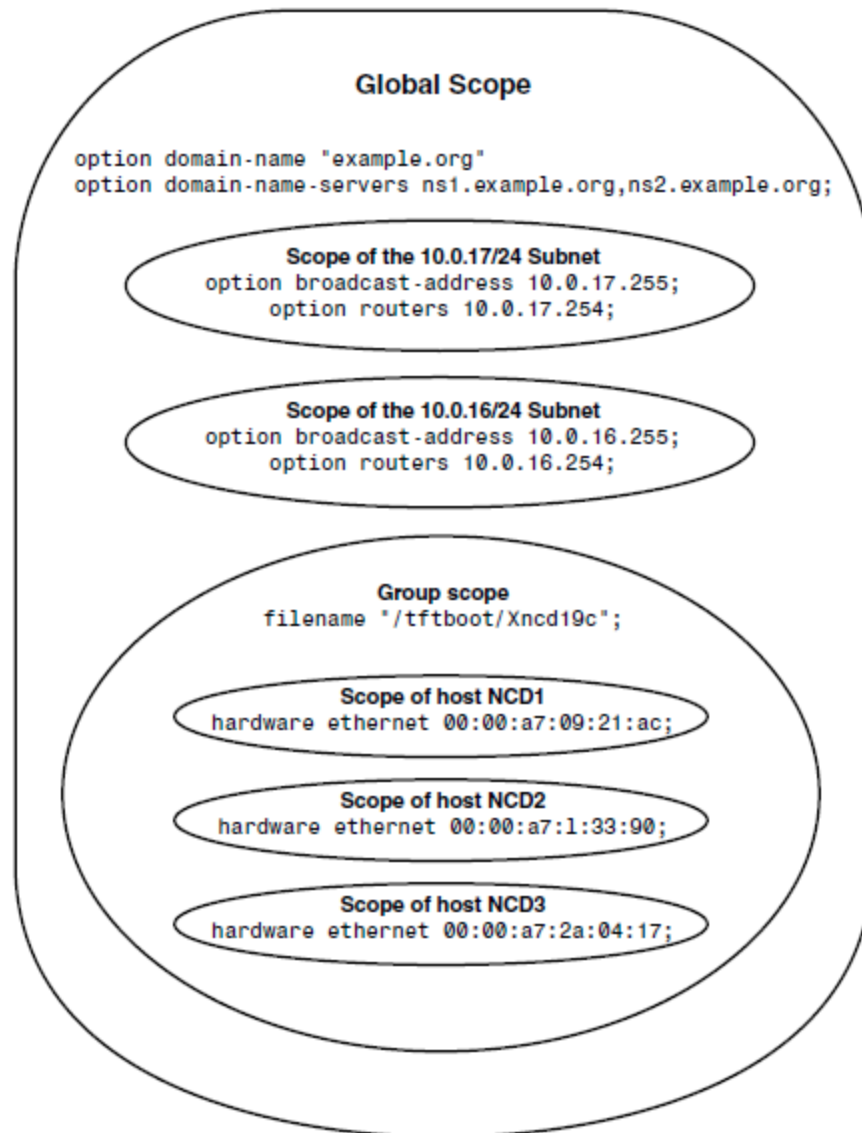 Global Scope
option domain-name "example.org"
option domain-name-servers ns1.example.org,ns2.example.org;
Scope of the 10.0.17/24 Subnet
option broadcast-address 10.0.17.255;
option routers 10.0.17.254;
Scope of the 10.0.16/24 Subnet
option broadcast-address 10.0.16.255;
option routers 10.0.16.254;
Group scope
filename "/tftboot/Xncd19c";
Scope of host NCD1
hardware ethernet 00:00:a7:09:21:ac;
Scope of host NCD2
hardware ethernet 00:00:a7:l:33:90;
Scope of host NCD3
hardware ethernet 00:00:a7:2a:04:17;